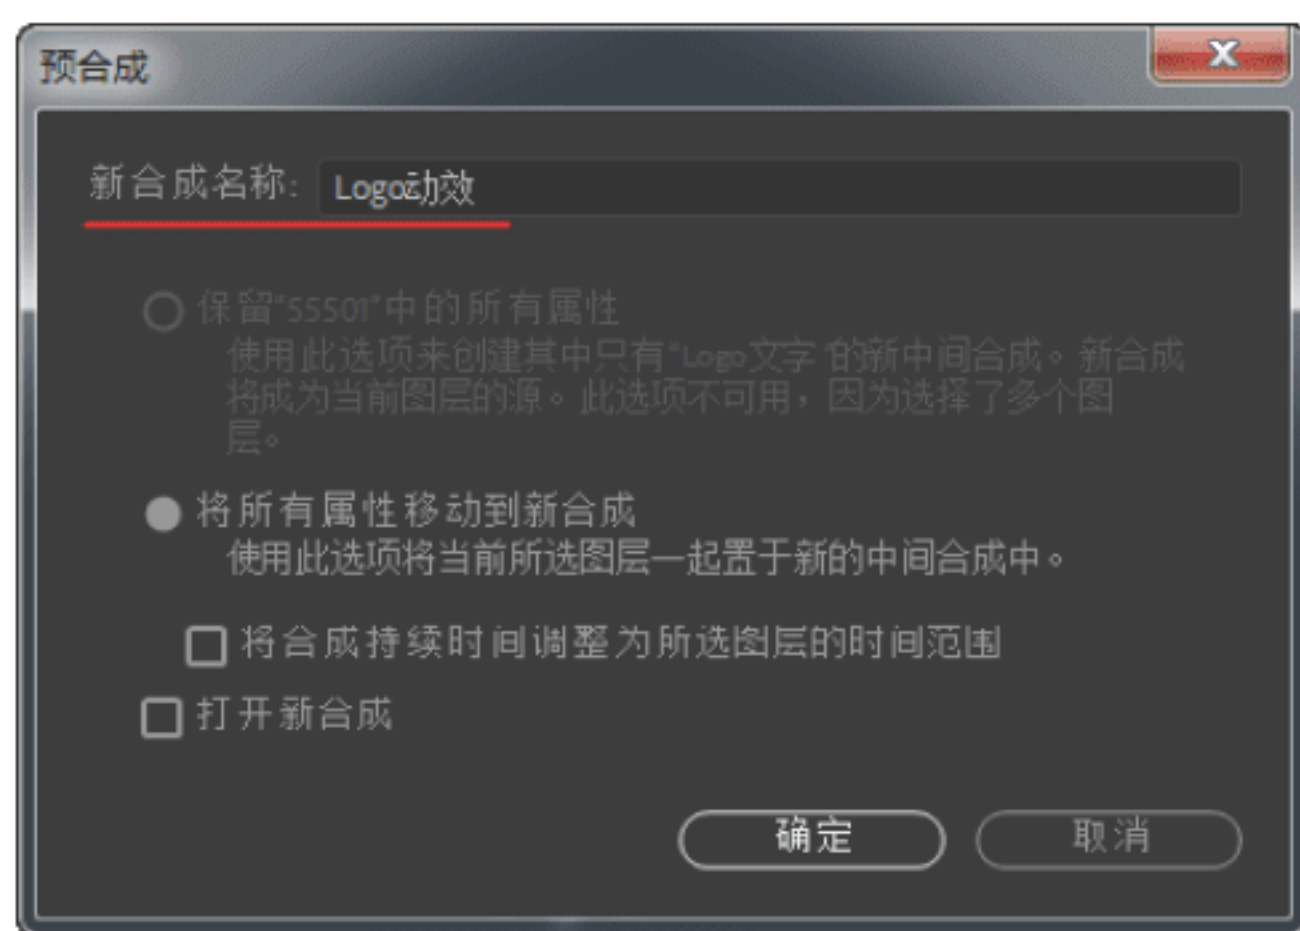 预合成
新合成名称: Logo动效
保留"55501"中的所有属性
使用此选项来创建其中只有"Logo文字"的新中间合成。新合成
将成为当前图层的源。此选项不可用，因为选择了多个图
层。
将所有属性移动到新合成
使用此选项将当前所选图层一起置于新的中间合成中。
将合成持续时间调整为所选图层的时间范围
打开新合成
确定 取消